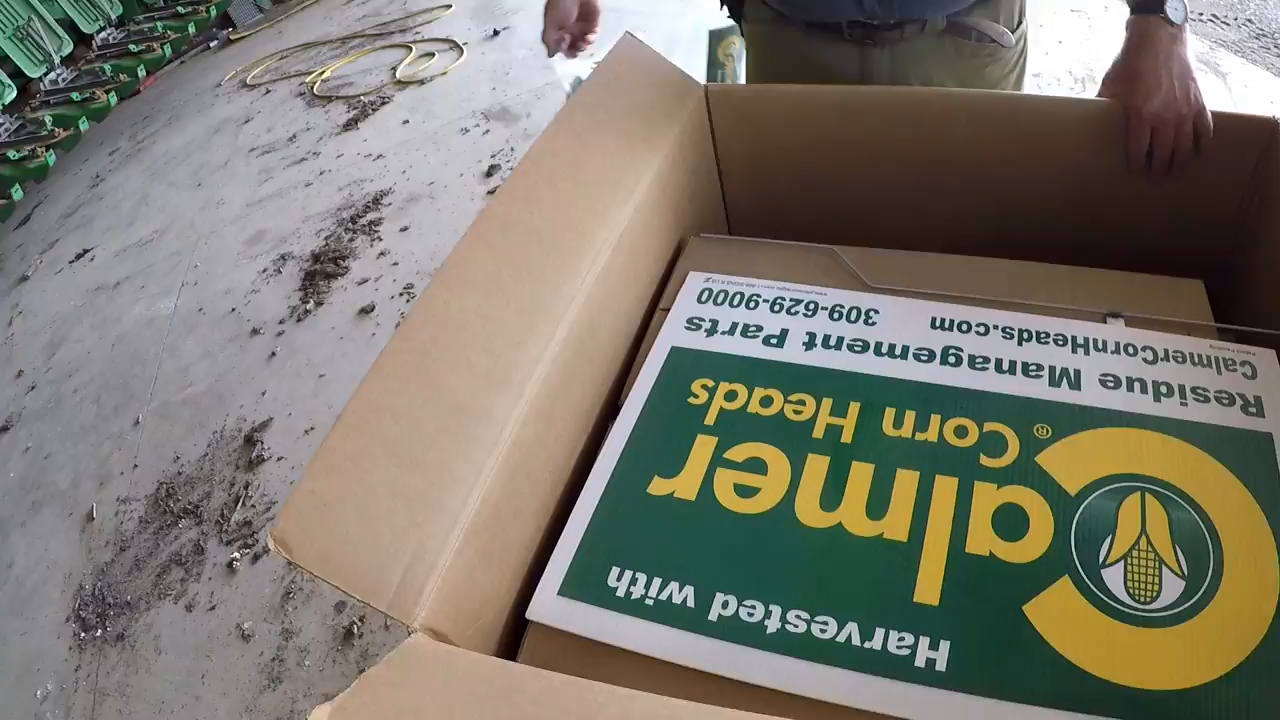 Harvested with
Calmer
Corn Heads®
Residue Management Parts
CalmerCornHeads.com 309-629-9000